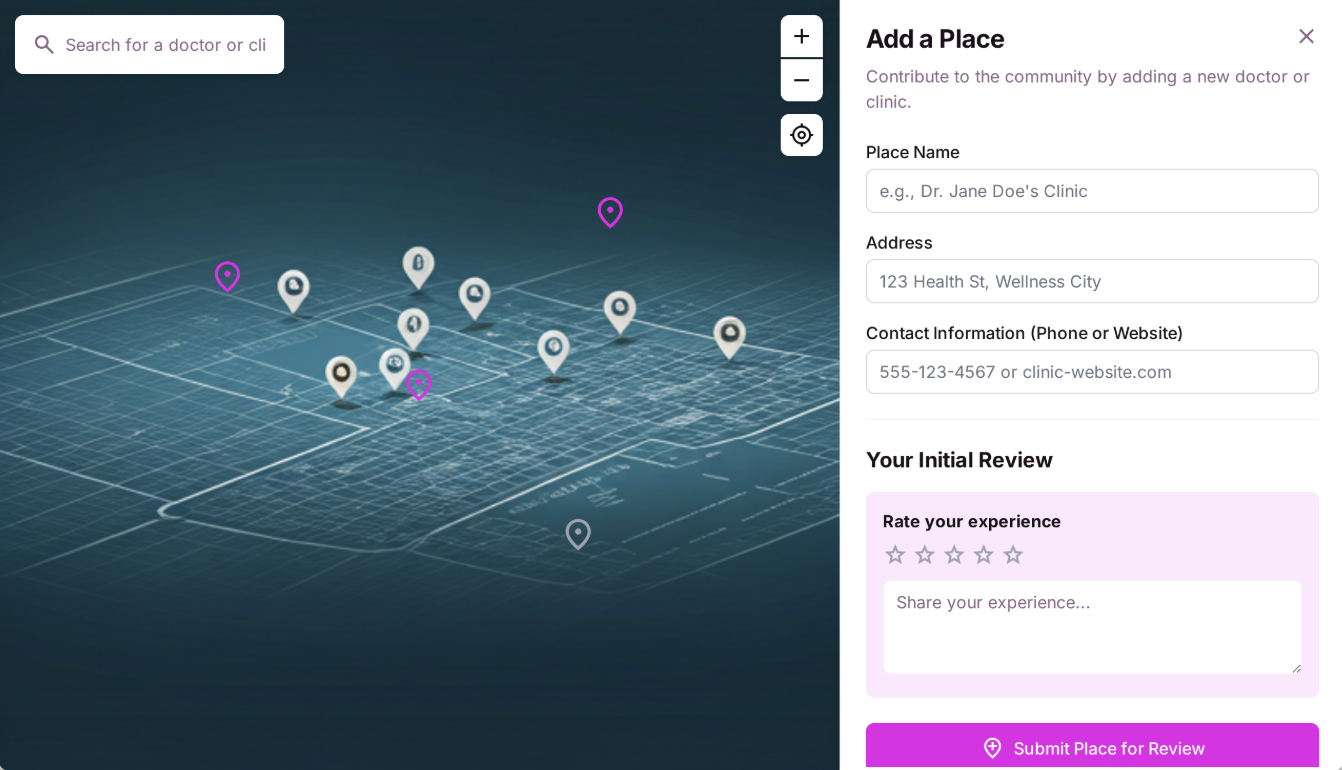 Search for a doctor or cli
Add a Place
Contribute to the community by adding a new doctor or
clinic.
Place Name
e.g., Dr. Jane Doe's Clinic
Address
123 Health St, Wellness City
Contact Information (Phone or Website)
555-123-4567 or clinic-website.com
Your Initial Review
Rate your experience
Share your experience...
Submit Place for Review